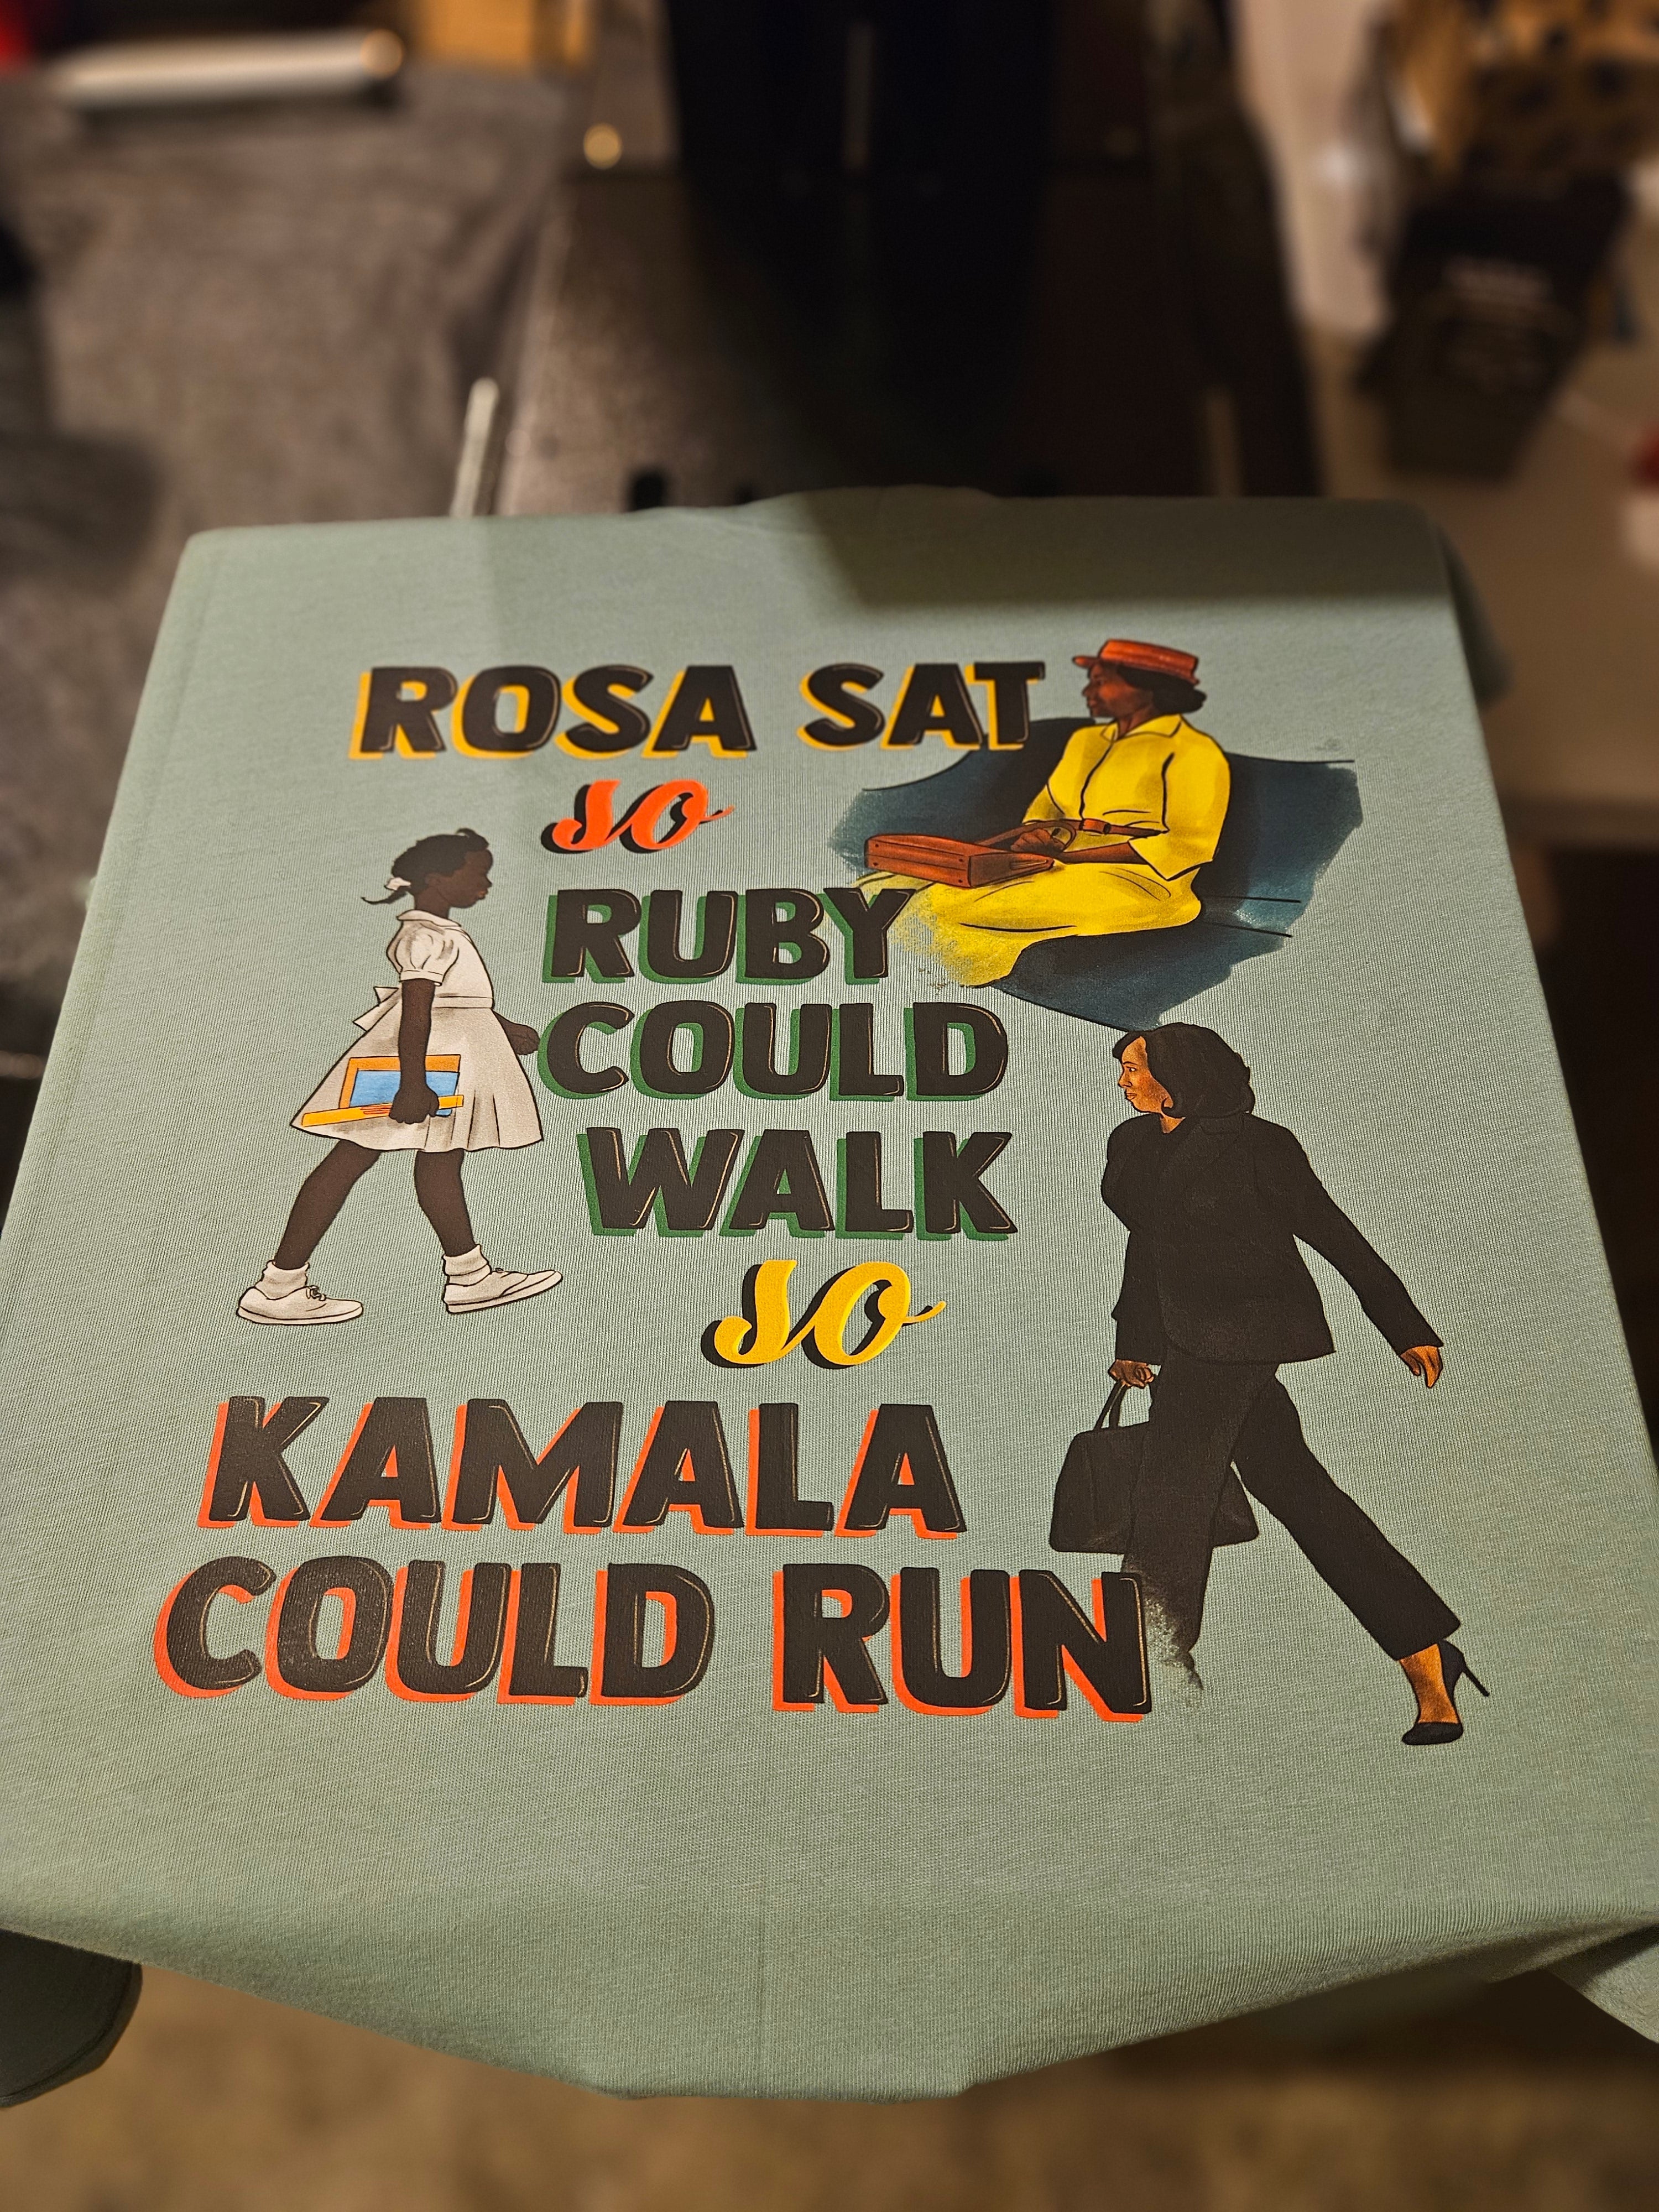 ROSA SAT
so
RUBY
COULD
WALK
so
KAMALA
COULD RUN